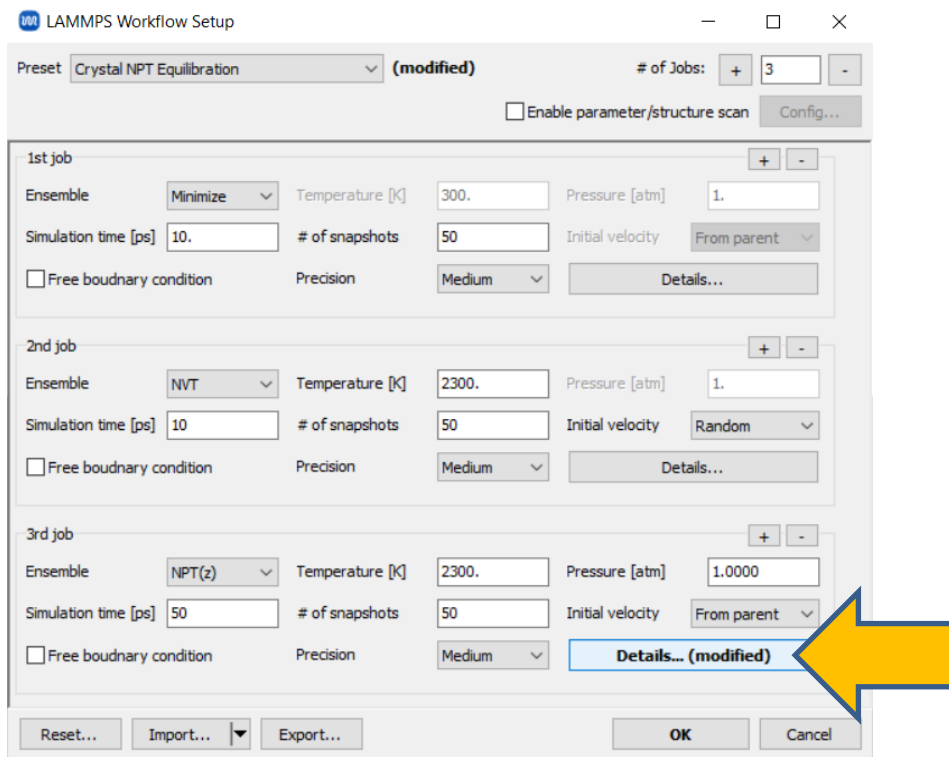 LAMMPS Workflow Setup
Preset Crystal NPT Equilibration (modified) # of Jobs: + 3 -
Enable parameter/structure scan Config...
1st job + -
Ensemble Minimize Temperature [K] 300. Pressure [atm] 1.
Simulation time [ps] 10. # of snapshots 50 Initial velocity From parent
Free boudnary condition Precision Medium Details...
2nd job + -
Ensemble NVT Temperature [K] 2300. Pressure [atm] 1.
Simulation time [ps] 10 # of snapshots 50 Initial velocity Random
Free boudnary condition Precision Medium Details...
3rd job + -
Ensemble NPT(z) Temperature [K] 2300. Pressure [atm] 1.0000
Simulation time [ps] 50 # of snapshots 50 Initial velocity From parent
Free boudnary condition Precision Medium Details... (modified)
Reset... Import... Export... OK Cancel